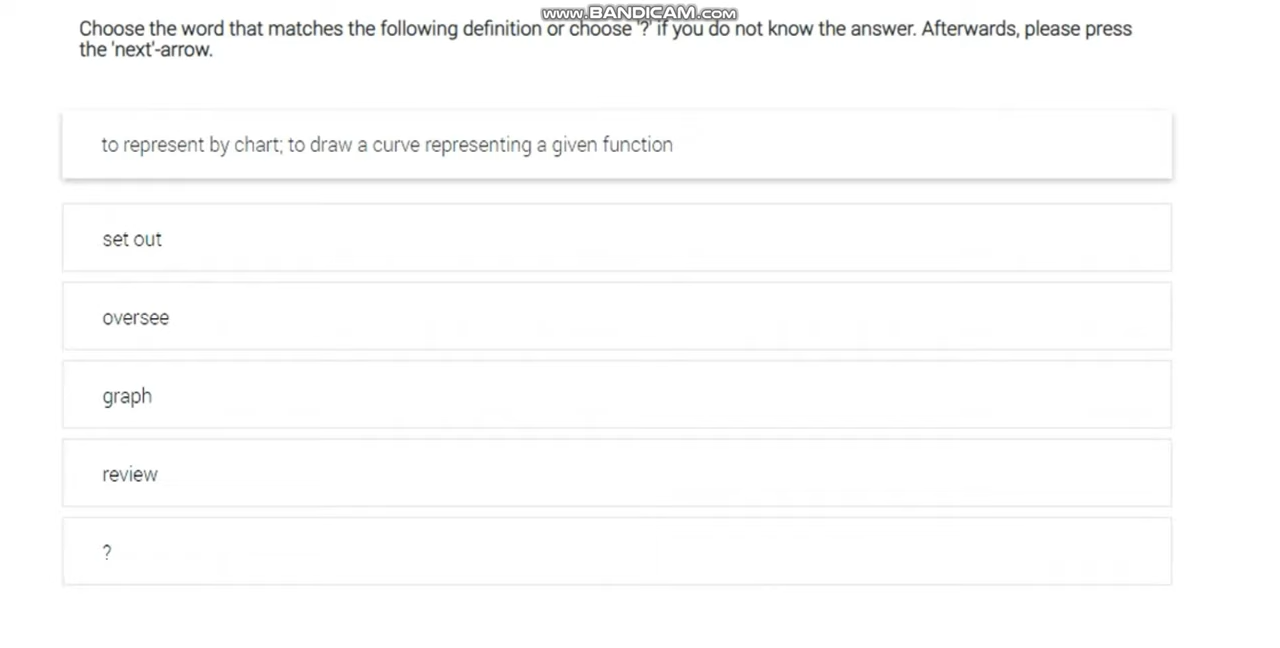 www.BANDICAM.com
Choose the word that matches the following definition or choose '?' if you do not know the answer. Afterwards, please press
the 'next'-arrow.
to represent by chart; to draw a curve representing a given function
set out
oversee
graph
review
?